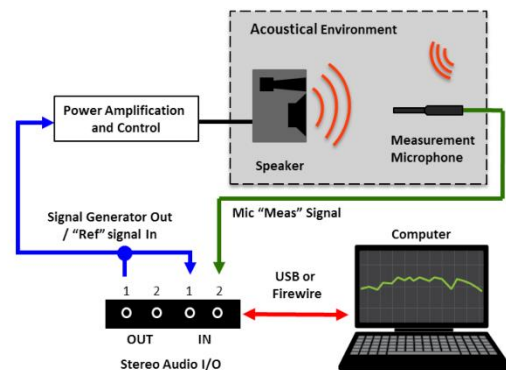 Acoustical Environment
Power Amplification
and Control
Speaker
Measurement
Microphone
Signal Generator Out
/ "Ref" signal In
Mic "Meas" Signal
Computer
USB or
Firewire
1 2 1 2
OUT IN
Stereo Audio I/O